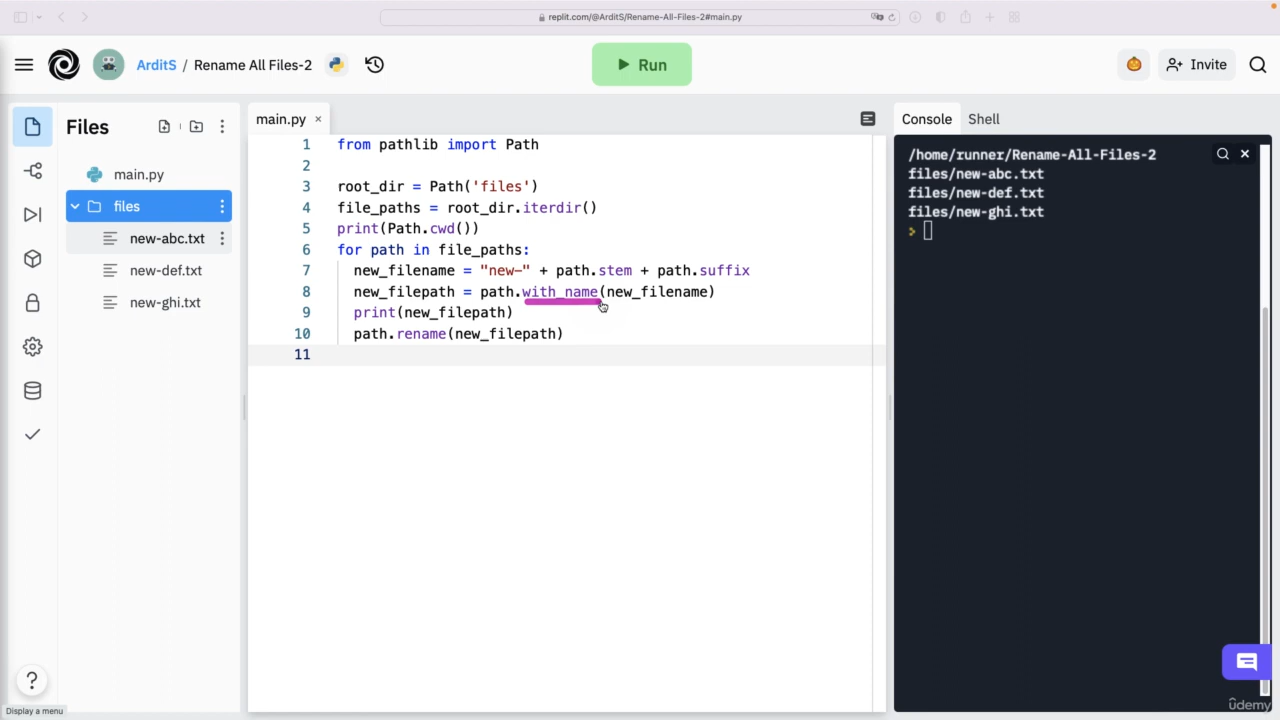 replit.com/@ArditS/Rename-All-Files-2#main.py
ArditS / Rename All Files-2
Run
Invite
Files
main.py
files
new-abc.txt
new-def.txt
new-ghi.txt
main.py ×
1 from pathlib import Path
2
3 root_dir = Path('files')
4 file_paths = root_dir.iterdir()
5 print(Path.cwd())
6 for path in file_paths:
7 new_filename = "new-" + path.stem + path.suffix
8 new_filepath = path.with_name(new_filename)
9 print(new_filepath)
10 path.rename(new_filepath)
11
Console Shell
/home/runner/Rename-All-Files-2
files/new-abc.txt
files/new-def.txt
files/new-ghi.txt
?
Display a menu
ûdemy